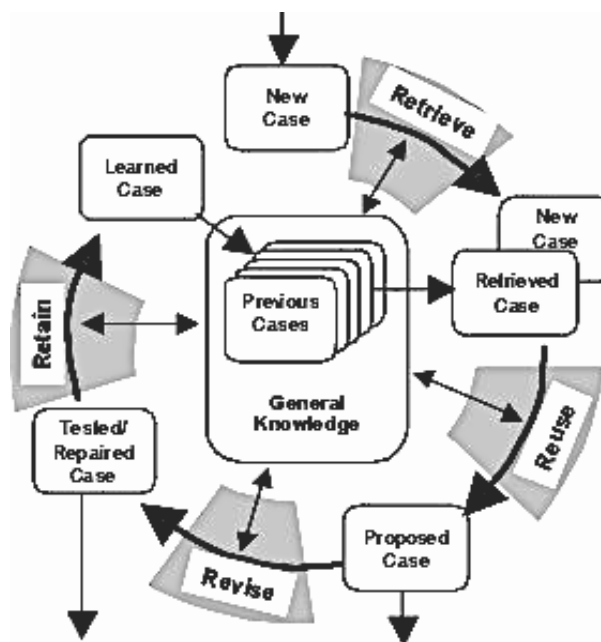 New
Case
Retrieve
Learned
Case
New
Case
Retrieved
Case
Previous
Cases
General
Knowledge
Retain
Tested/
Repaired
Case
Reuse
Proposed
Case
Revise